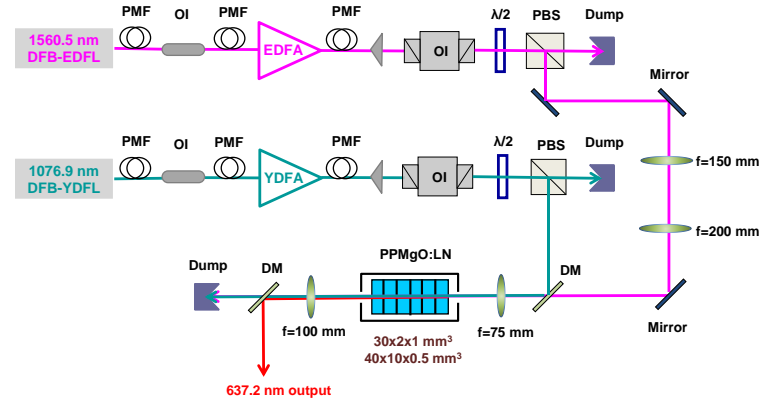 PMF OI PMF PMF λ/2 PBS Dump
1560.5 nm
DFB-EDFL
EDFA
OI
Mirror
PMF OI PMF PMF λ/2 PBS Dump
f=150 mm
1076.9 nm
DFB-YDFL
YDFA
OI
f=200 mm
PPMgO:LN
Dump DM DM
f=100 mm f=75 mm
Mirror
30x2x1 mm³
40x10x0.5 mm³
637.2 nm output